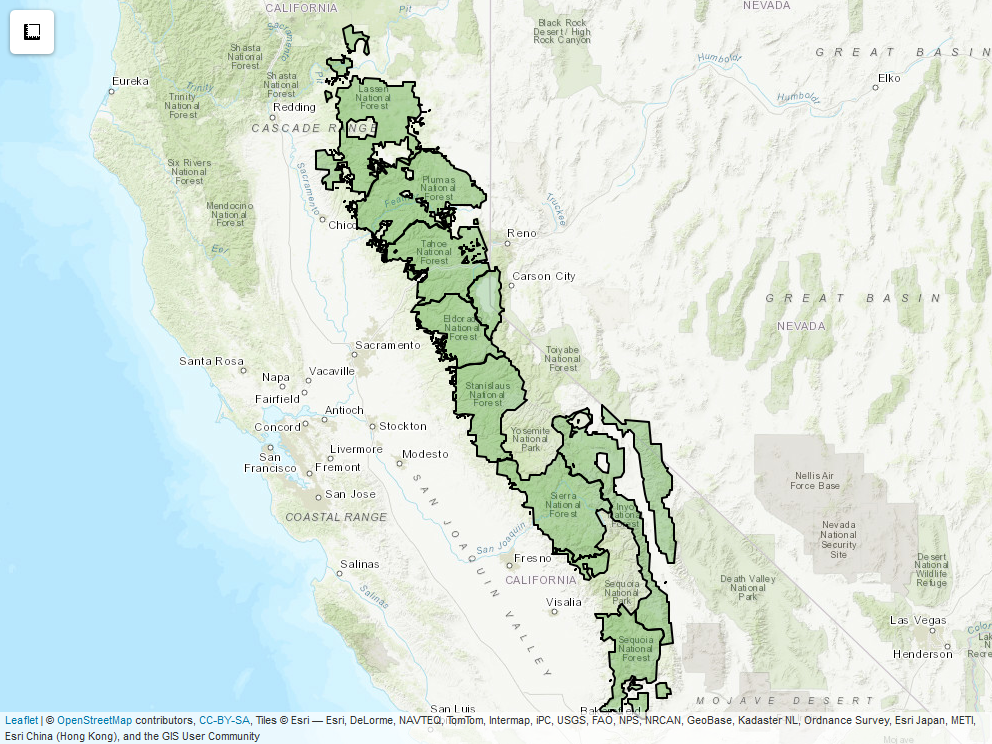 CALIFORNIA
NEVADA
Pit
Black Rock
Desert / High
Rock Canyon
Sacramento
Shasta
National
Forest
GREAT BASIN
Humboldt
Eureka
Pit
Elko
Shasta
National
Forest
Trinity
Lassen
National
Forest
Trinity
National
Forest
Humboldt
Redding
CASCADE RANGE
Six Rivers
National
Forest
Sacramento
Plumas
National
Forest
Feather
Mendocino
National
Forest
Truckee
Chico
Reno
Eel
Tahoe
National
Forest
Carson City
GREAT BASIN
Eldorado
National
Forest
NEVADA
Sacramento
Toiyabe
National
Forest
Santa Rosa
Vacaville
Napa
Stanislaus
National
Forest
Fairfield
Antioch
Concord
Stockton
Yosemite
National
Park
Livermore
Modesto
San
Francisco
Fremont
Nellis Air
Force Base
San Jose
SAN JOAQUIN VALLEY
Sierra
National
Forest
Inyo
National
Forest
COASTAL RANGE
San Joaquin
Nevada
National
Security
Site
Fresno
Desert
National
Wildlife
Refuge
Salinas
CALIFORNIA
Death Valley
National
Park
Sequoia
National
Park
Salinas
Visalia
Las Vegas
Sequoia
National
Forest
Henderson
MOJAVE DESERT
San Luis
Bakersfield
Leaflet | © OpenStreetMap contributors, CC-BY-SA, Tiles © Esri — Esri, DeLorme, NAVTEQ, TomTom, Intermap, iPC, USGS, FAO, NPS, NRCAN, GeoBase, Kadaster NL, Ordnance Survey, Esri Japan, METI,
Esri China (Hong Kong), and the GIS User Community
Mojave